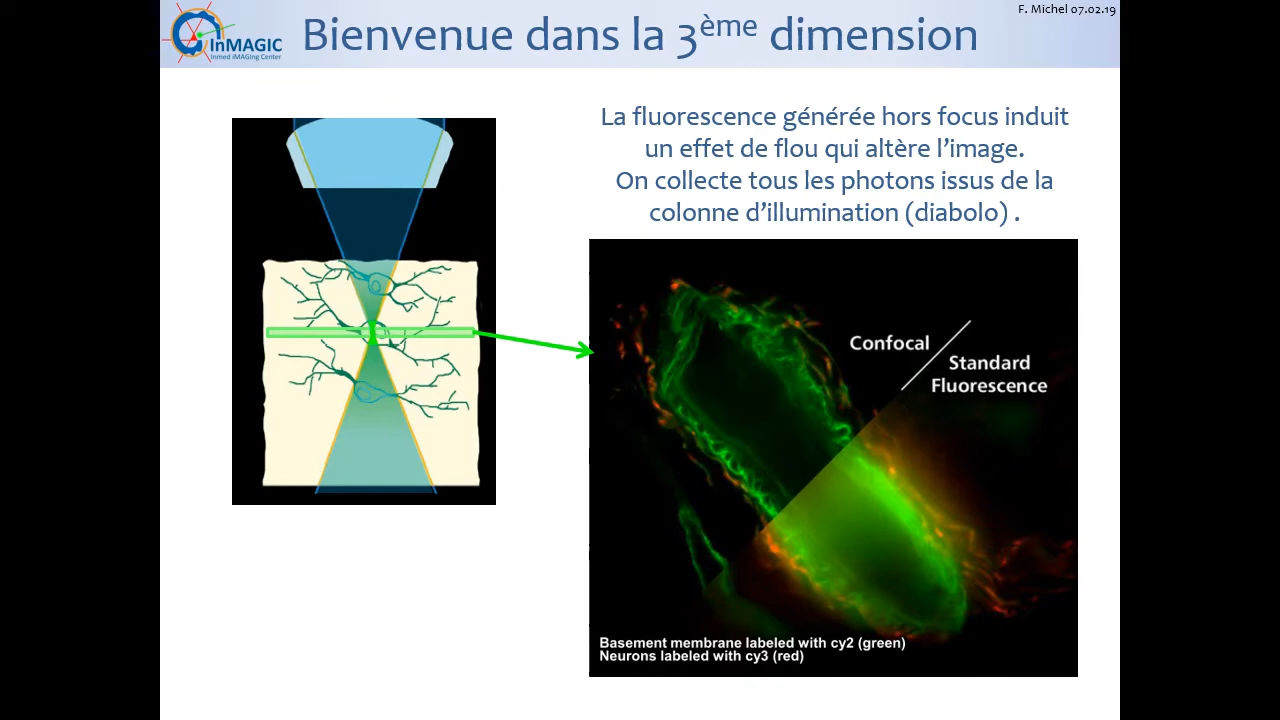 F. Michel 07.02.19
InMAGIC
Inmed iMAGIng Center
Bienvenue dans la 3ème dimension
La fluorescence générée hors focus induit
un effet de flou qui altère l’image.
On collecte tous les photons issus de la
colonne d’illumination (diabolo) .
Confocal
Standard
Fluorescence
Basement membrane labeled with cy2 (green)
Neurons labeled with cy3 (red)